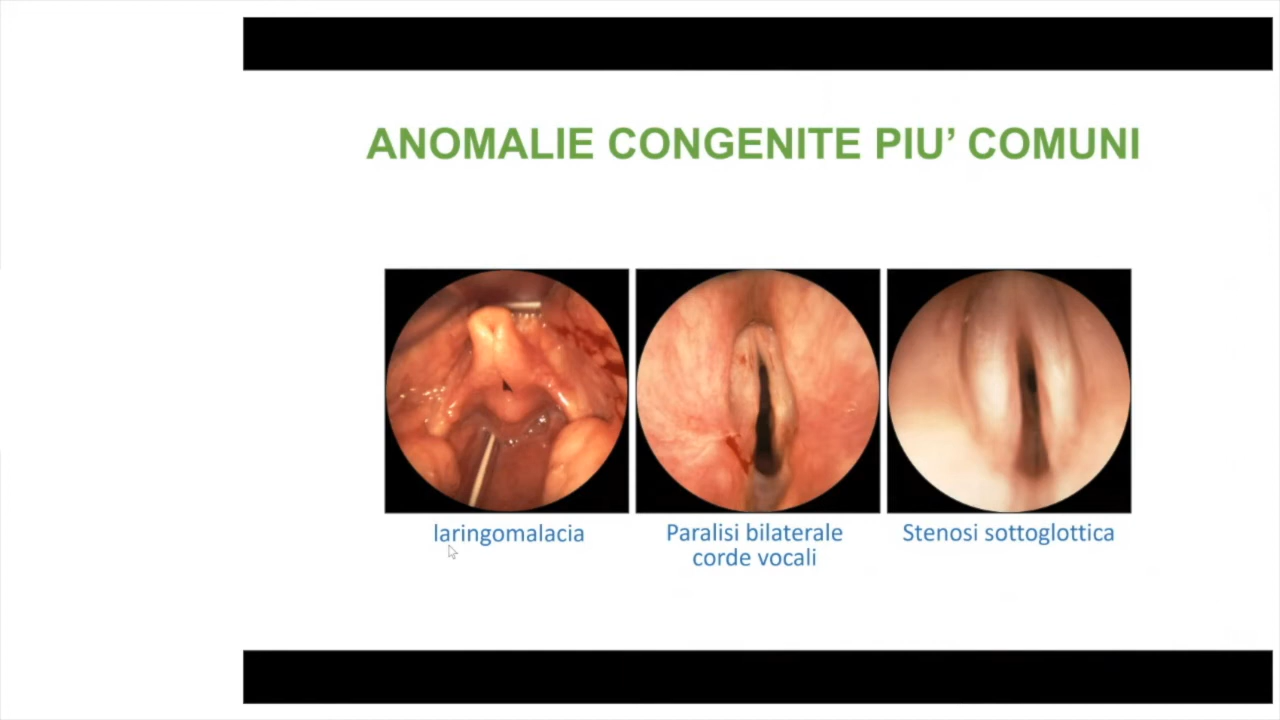 ANOMALIE CONGENITE PIU’ COMUNI
laringomalacia
Paralisi bilaterale
corde vocali
Stenosi sottoglottica